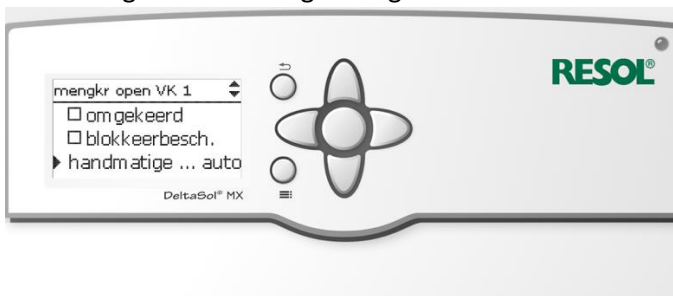 mengkr open VK 1
omgekeerd
blokkeerbesch.
handmatige ... auto
DeltaSol® MX
RESOL®